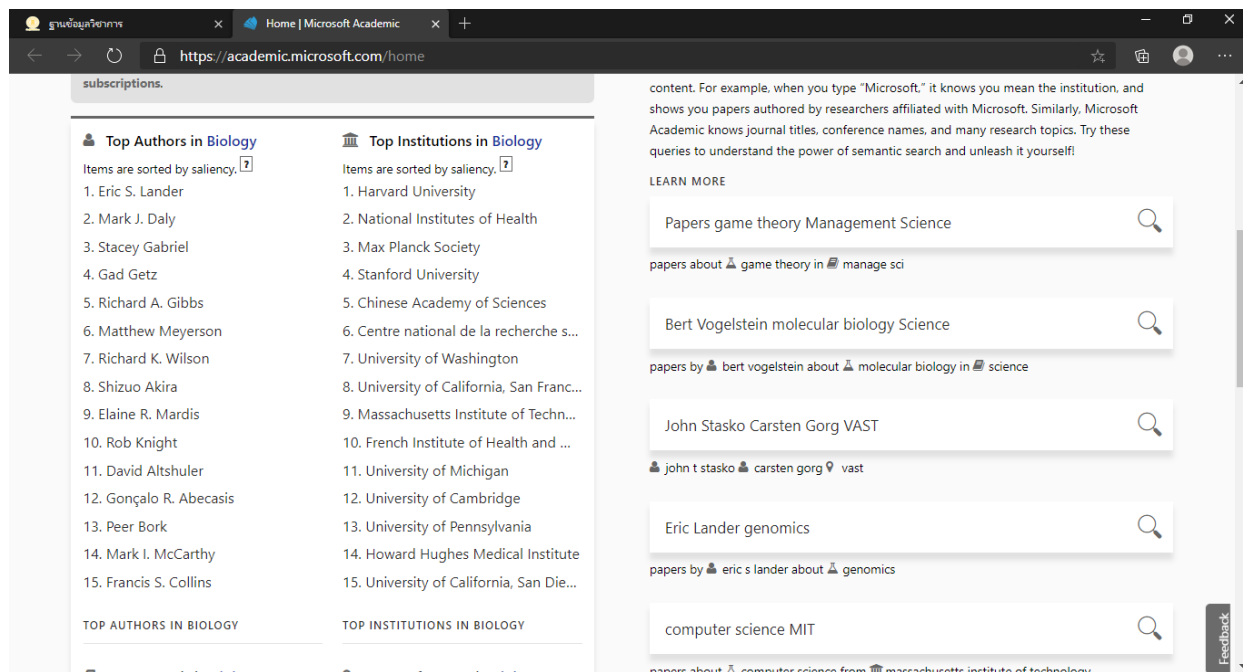 ฐานข้อมูลวิชาการ
Home | Microsoft Academic
https://academic.microsoft.com/home
subscriptions.
Top Authors in Biology
Items are sorted by saliency. ?
1. Eric S. Lander
2. Mark J. Daly
3. Stacey Gabriel
4. Gad Getz
5. Richard A. Gibbs
6. Matthew Meyerson
7. Richard K. Wilson
8. Shizuo Akira
9. Elaine R. Mardis
10. Rob Knight
11. David Altshuler
12. Gonçalo R. Abecasis
13. Peer Bork
14. Mark I. McCarthy
15. Francis S. Collins
TOP AUTHORS IN BIOLOGY
Top Institutions in Biology
Items are sorted by saliency. ?
1. Harvard University
2. National Institutes of Health
3. Max Planck Society
4. Stanford University
5. Chinese Academy of Sciences
6. Centre national de la recherche s...
7. University of Washington
8. University of California, San Franc...
9. Massachusetts Institute of Techn...
10. French Institute of Health and ...
11. University of Michigan
12. University of Cambridge
13. University of Pennsylvania
14. Howard Hughes Medical Institute
15. University of California, San Die...
TOP INSTITUTIONS IN BIOLOGY
content. For example, when you type "Microsoft," it knows you mean the institution, and
shows you papers authored by researchers affiliated with Microsoft. Similarly, Microsoft
Academic knows journal titles, conference names, and many research topics. Try these
queries to understand the power of semantic search and unleash it yourself!
LEARN MORE
Papers game theory Management Science
papers about game theory in manage sci
Bert Vogelstein molecular biology Science
papers by bert vogelstein about molecular biology in science
John Stasko Carsten Gorg VAST
john t stasko carsten gorg vast
Eric Lander genomics
papers by eric s lander about genomics
computer science MIT
papers about computer science from massachusetts institute of technology
Feedback